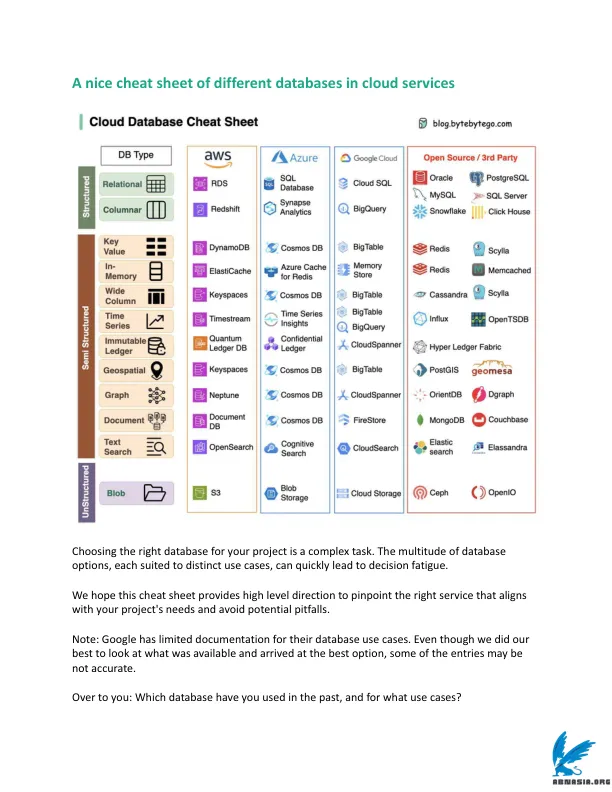 A nice cheat sheet of different databases in cloud services
Cloud Database Cheat Sheet
blog.bytebytego.com
DB Type
aws
Azure
Google Cloud
Open Source / 3rd Party
Structured
Relational
RDS
SQL
Database
Cloud SQL
Oracle
PostgreSQL
MySQL
SQL Server
Columnar
Redshift
Synapse
Analytics
BigQuery
Snowflake
Click House
Semi Structured
Key
Value
DynamoDB
Cosmos DB
BigTable
Redis
Scylla
In-
Memory
ElastiCache
Azure Cache
for Redis
Memory
Store
Redis
Memcached
Wide
Column
Keyspaces
Cosmos DB
BigTable
Cassandra
Scylla
Time
Series
Timestream
Time Series
Insights
BigTable
BigQuery
Influx
OpenTSDB
Immutable
Ledger
Quantum
Ledger DB
Confidential
Ledger
CloudSpanner
Hyper Ledger Fabric
Geospatial
Keyspaces
Cosmos DB
BigTable
PostGIS
geomesa
Graph
Neptune
Cosmos DB
CloudSpanner
OrientDB
Dgraph
Document
Document
DB
Cosmos DB
FireStore
MongoDB
Couchbase
Text
Search
OpenSearch
Cognitive
Search
CloudSearch
Elastic
search
Elassandra
UnStructured
Blob
S3
Blob
Storage
Cloud Storage
Ceph
OpenIO
Choosing the right database for your project is a complex task. The multitude of database
options, each suited to distinct use cases, can quickly lead to decision fatigue.
We hope this cheat sheet provides high level direction to pinpoint the right service that aligns
with your project's needs and avoid potential pitfalls.
Note: Google has limited documentation for their database use cases. Even though we did our
best to look at what was available and arrived at the best option, some of the entries may be
not accurate.
Over to you: Which database have you used in the past, and for what use cases?
ABNASIA.ORG